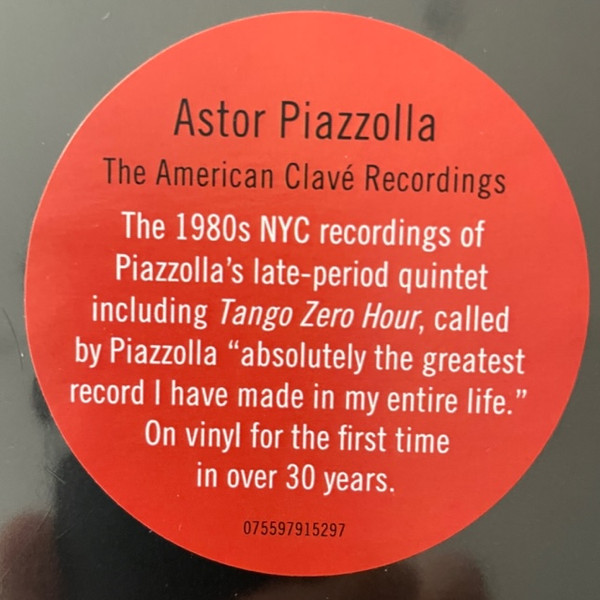 Astor Piazzolla
The American Clavé Recordings
The 1980s NYC recordings of
Piazzolla’s late-period quintet
including Tango Zero Hour, called
by Piazzolla “absolutely the greatest
record I have made in my entire life.”
On vinyl for the first time
in over 30 years.
075597915297